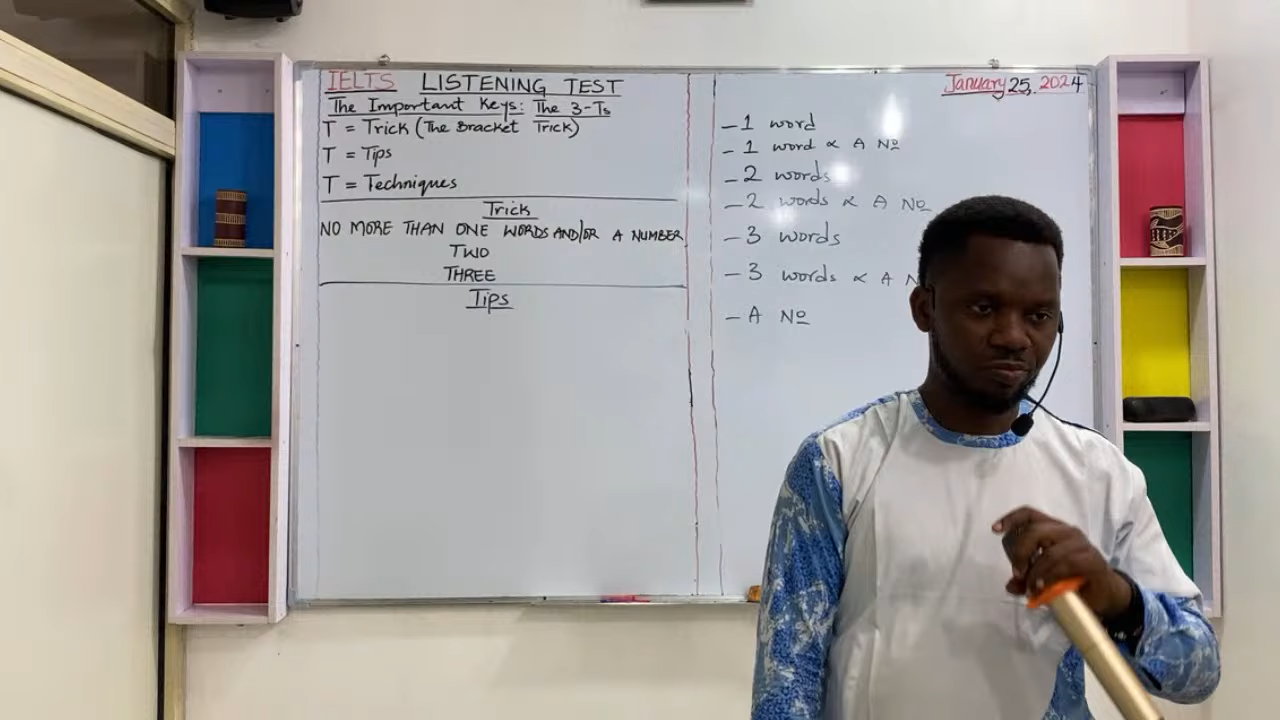 IELTS LISTENING TEST
The Important Keys: The 3-Ts
T = Trick (The Bracket Trick)
T = Tips
T = Techniques
Trick
NO MORE THAN ONE WORDS AND/OR A NUMBER
TWO
THREE
Tips
January 25, 2024
- 1 word
- 1 word & A №
- 2 words
- 2 words & A №
- 3 words
- 3 words & A
- A №